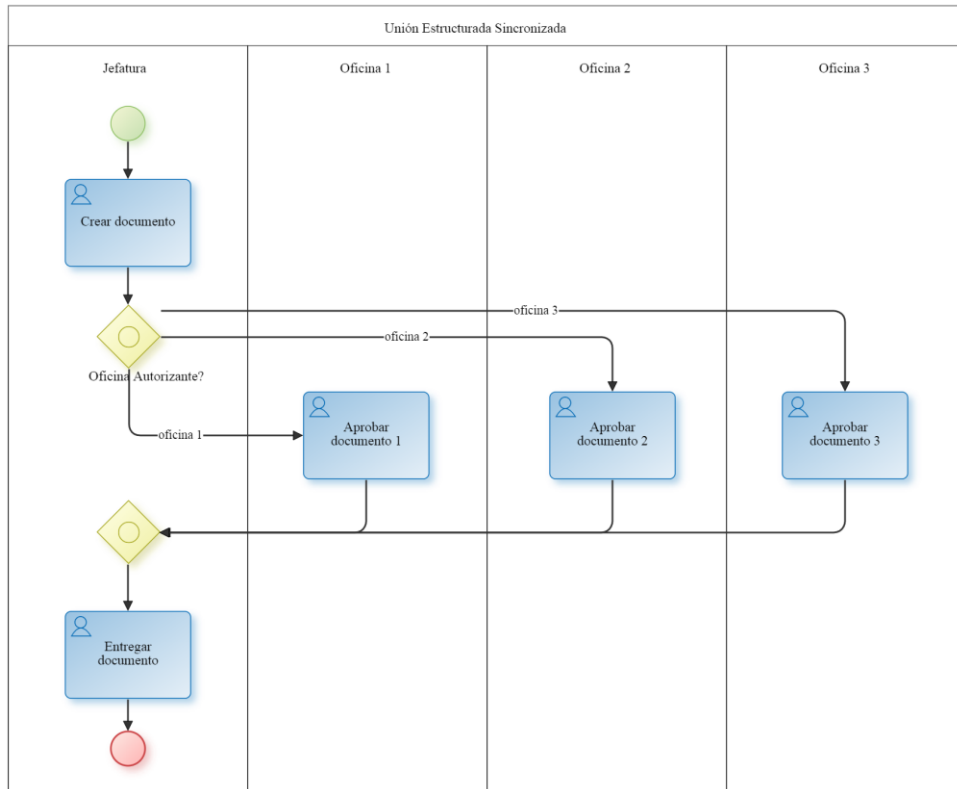 Unión Estructurada Sincronizada
Jefatura
Oficina 1
Oficina 2
Oficina 3
Crear documento
oficina 3
oficina 2
Oficina Autorizante?
oficina 1
Aprobar
documento 1
Aprobar
documento 2
Aprobar
documento 3
Entregar
documento